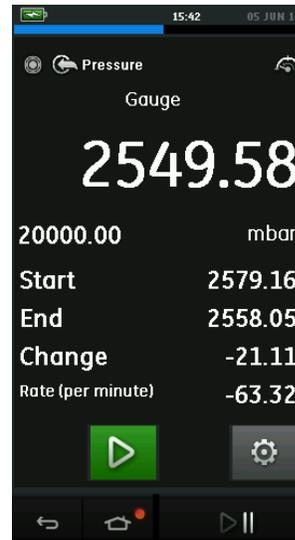 15:42 05 JUN 1
Pressure
Gauge
2549.58
20000.00 mbar
Start 2579.16
End 2558.05
Change -21.11
Rate (per minute) -63.32